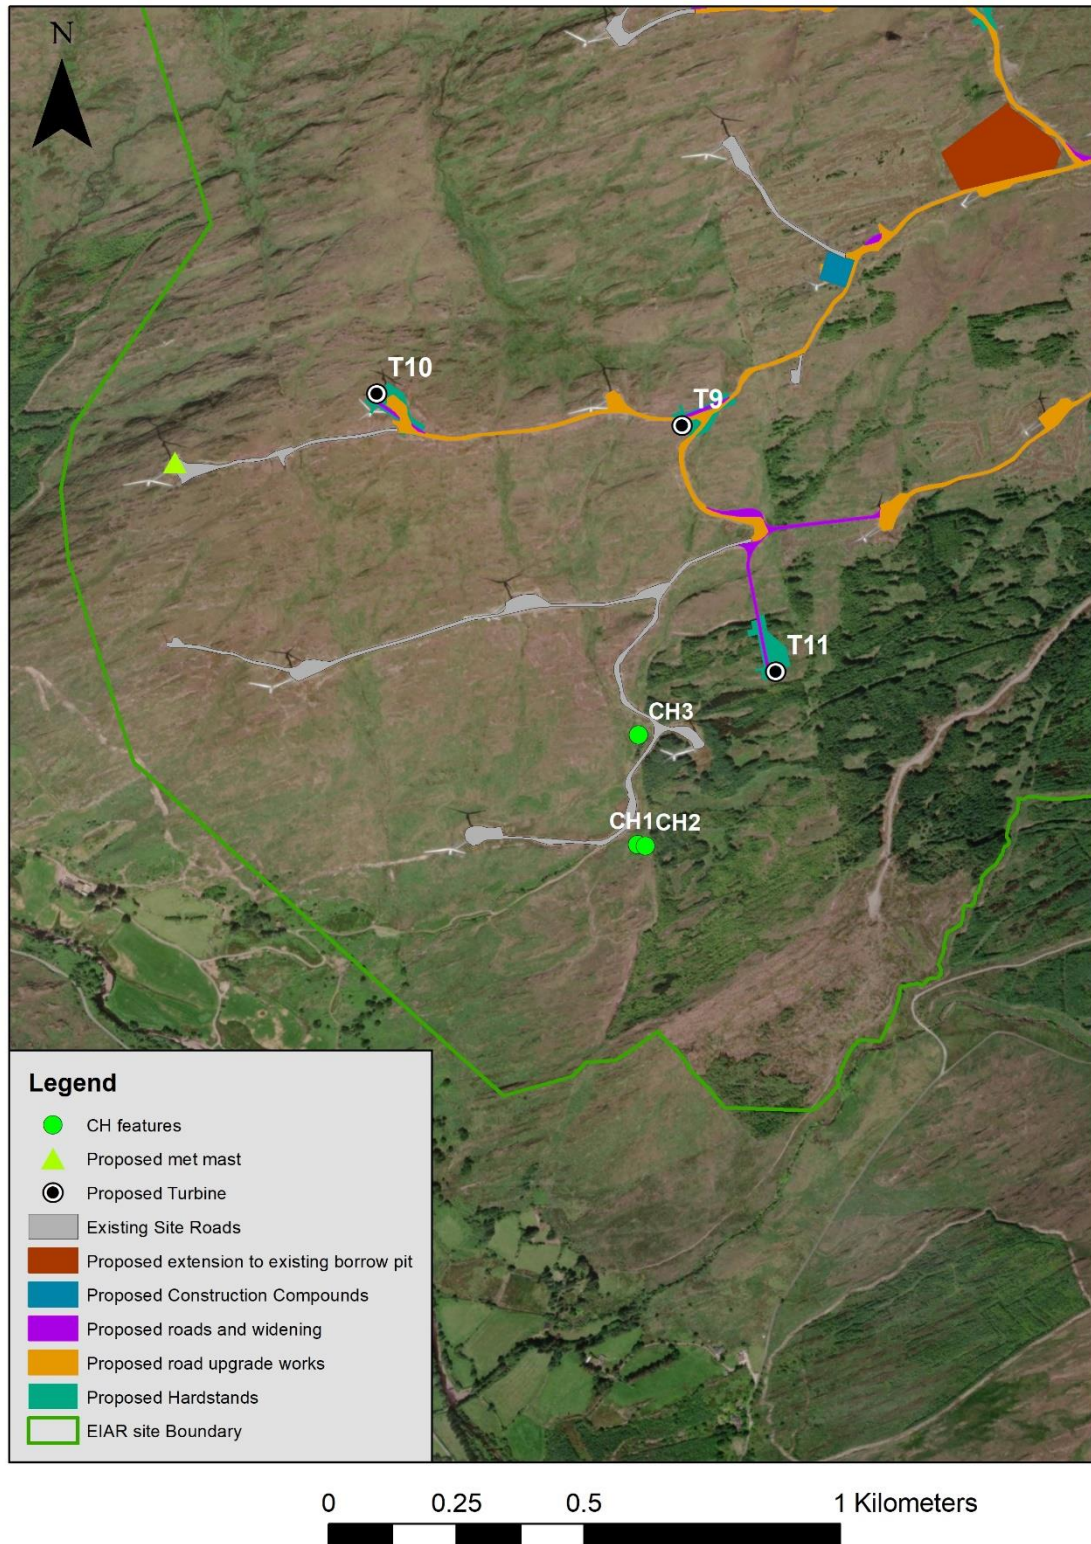 N
T10
T9
T11
CH3
CH1CH2
Legend
CH features
Proposed met mast
Proposed Turbine
Existing Site Roads
Proposed extension to existing borrow pit
Proposed Construction Compounds
Proposed roads and widening
Proposed road upgrade works
Proposed Hardstands
EIAR site Boundary
0 0.25 0.5 1 Kilometers